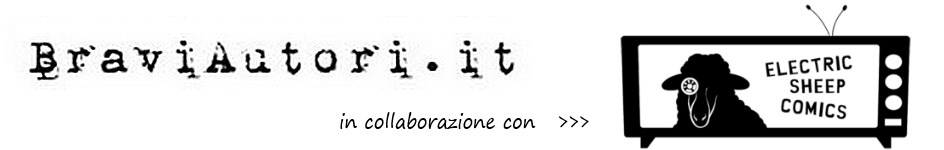 BraviAutori.it
in collaborazione con >>>
ELECTRIC
SHEEP
COMICS